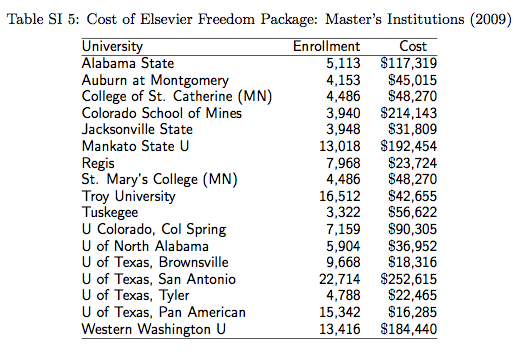 Table SI 5: Cost of Elsevier Freedom Package: Master's Institutions (2009)
University Enrollment Cost
Alabama State 5,113 $117,319
Auburn at Montgomery 4,153 $45,015
College of St. Catherine (MN) 4,486 $48,270
Colorado School of Mines 3,940 $214,143
Jacksonville State 3,948 $31,809
Mankato State U 13,018 $192,454
Regis 7,968 $23,724
St. Mary's College (MN) 4,486 $48,270
Troy University 16,512 $42,655
Tuskegee 3,322 $56,622
U Colorado, Col Spring 7,159 $90,305
U of North Alabama 5,904 $36,952
U of Texas, Brownsville 9,668 $18,316
U of Texas, San Antonio 22,714 $252,615
U of Texas, Tyler 4,788 $22,465
U of Texas, Pan American 15,342 $16,285
Western Washington U 13,416 $184,440